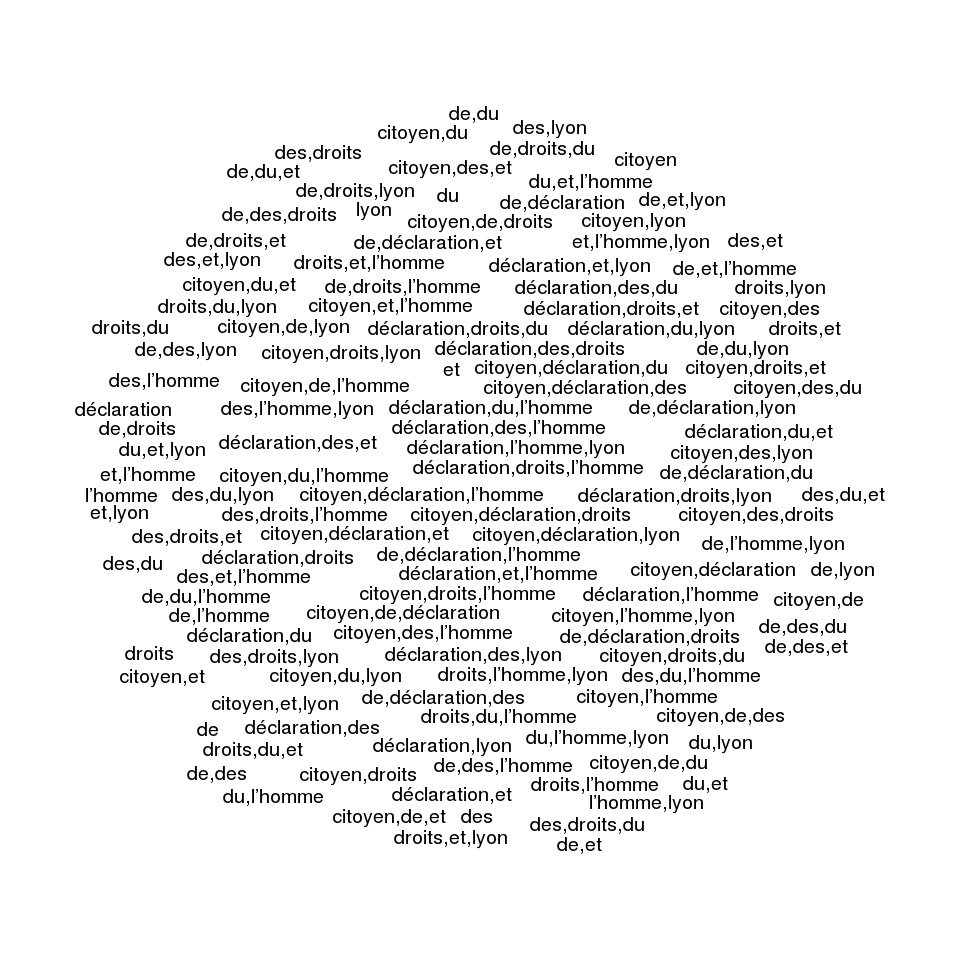 de,du
citoyen,du des,lyon
des,droits de,droits,du citoyen
de,du,et citoyen,des,et du,et,l'homme
de,droits,lyon du de,déclaration de,et,lyon
de,des,droits lyon citoyen,de,droits citoyen,lyon
de,droits,et de,déclaration,et et,l'homme,lyon des,et
des,et,lyon droits,et,l'homme déclaration,et,lyon de,et,l'homme
citoyen,du,et de,droits,l'homme déclaration,des,du droits,lyon
droits,du,lyon citoyen,et,l'homme déclaration,droits,et citoyen,des
droits,du citoyen,de,lyon déclaration,droits,du déclaration,du,lyon droits,et
de,des,lyon citoyen,droits,lyon déclaration,des,droits de,du,lyon
et citoyen,déclaration,du citoyen,droits,et
des,l'homme citoyen,de,l'homme citoyen,déclaration,des citoyen,des,du
déclaration des,l'homme,lyon déclaration,du,l'homme de,déclaration,lyon
de,droits déclaration,des,l'homme déclaration,du,et
du,et,lyon déclaration,des,et déclaration,l'homme,lyon citoyen,des,lyon
et,l'homme citoyen,du,l'homme déclaration,droits,l'homme de,déclaration,du
l'homme des,du,lyon citoyen,déclaration,l'homme déclaration,droits,lyon des,du,et
et,lyon des,droits,l'homme citoyen,déclaration,droits citoyen,des,droits
des,droits,et citoyen,déclaration,et citoyen,déclaration,lyon de,l'homme,lyon
des,du déclaration,droits de,déclaration,l'homme citoyen,déclaration de,lyon
des,et,l'homme déclaration,et,l'homme
de,du,l'homme citoyen,droits,l'homme déclaration,l'homme citoyen,de
de,l'homme citoyen,de,déclaration citoyen,l'homme,lyon
déclaration,du citoyen,des,l'homme de,déclaration,droits de,des,du
droits des,droits,lyon déclaration,des,lyon citoyen,droits,du de,des,et
citoyen,et citoyen,du,lyon droits,l'homme,lyon des,du,l'homme
citoyen,et,lyon de,déclaration,des citoyen,l'homme
de déclaration,des droits,du,l'homme citoyen,de,des
droits,du,et déclaration,lyon du,l'homme,lyon du,lyon
de,des citoyen,droits de,des,l'homme citoyen,de,du
du,l'homme déclaration,et droits,l'homme du,et
l'homme,lyon
citoyen,de,et des des,droits,du
droits,et,lyon de,et